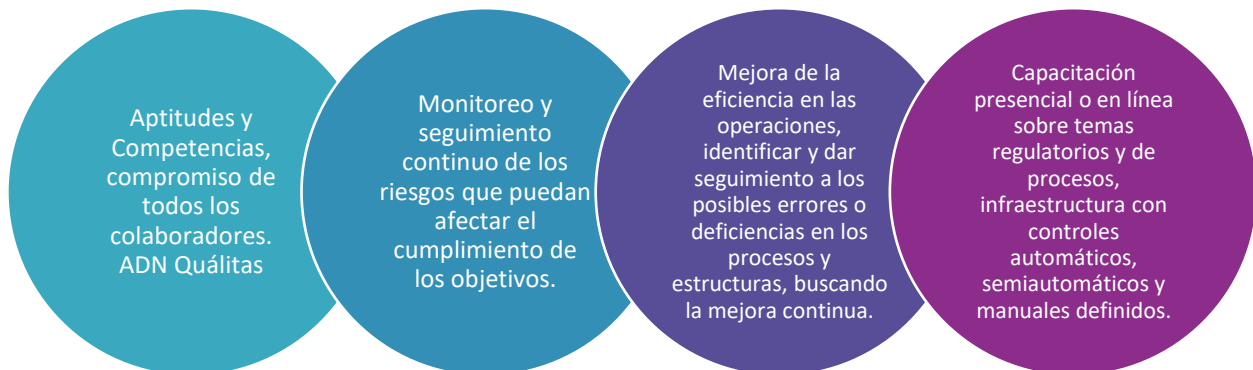 Aptitudes y
Competencias,
compromiso de
todos los
colaboradores.
ADN Quálitas
Monitoreo y
seguimiento
continuo de los
riesgos que puedan
afectar el
cumplimiento de
los objetivos.
Mejora de la
eficiencia en las
operaciones,
identificar y dar
seguimiento a los
posibles errores o
deficiencias en los
procesos y
estructuras, buscando
la mejora continua.
Capacitación
presencial o en línea
sobre temas
regulatorios y de
procesos,
infraestructura con
controles
automáticos,
semiautomáticos y
manuales definidos.